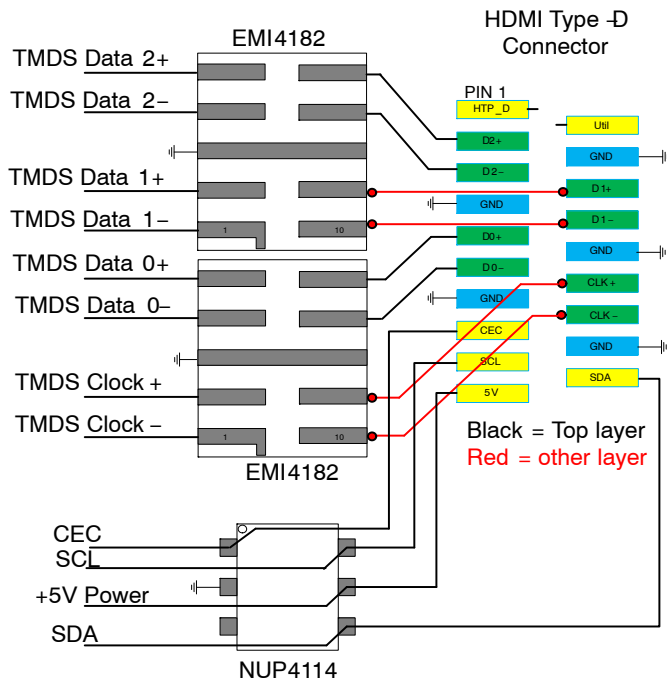 HDMI Type -D
Connector
EMI4182
TMDS Data 2+
TMDS Data 2−
TMDS Data 1+
TMDS Data 1−
1
10
TMDS Data 0+
TMDS Data 0−
TMDS Clock +
TMDS Clock −
1
10
EMI4182
PIN 1
HTP_D
D2+
D2−
GND
D0+
D0−
GND
CEC
SCL
5V
Util
GND
D1+
D1−
GND
CLK +
CLK −
GND
SDA
Black = Top layer
Red = other layer
CEC
SCL
+5V Power
SDA
NUP4114